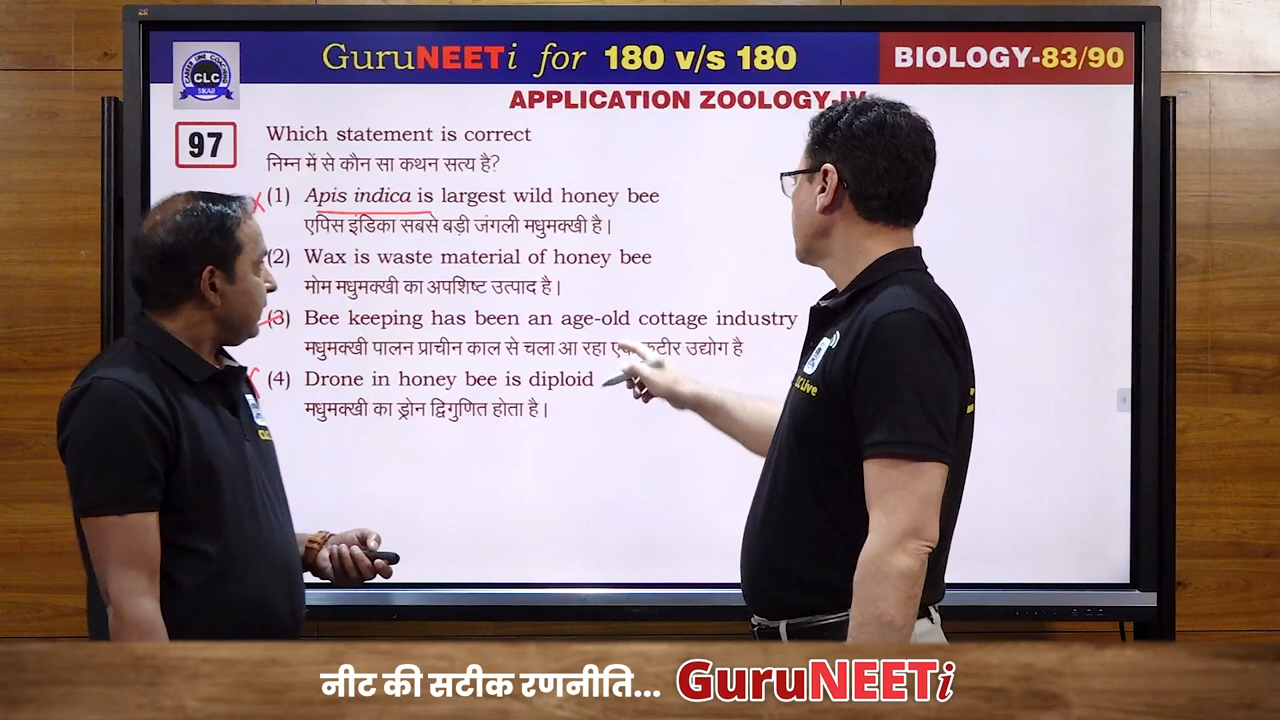 GuruNEETi for 180 v/s 180
BIOLOGY-83/90
CLC
SIKAR
APPLICATION ZOOLOGY-IV
97
Which statement is correct
निम्न में से कौन सा कथन सत्य है?
(1) Apis indica is largest wild honey bee
एपिस इंडिका सबसे बड़ी जंगली मधुमक्खी है।
(2) Wax is waste material of honey bee
मोम मधुमक्खी का अपशिष्ट उत्पाद है।
(3) Bee keeping has been an age-old cottage industry
मधुमक्खी पालन प्राचीन काल से चला आ रहा उद्योग है
(4) Drone in honey bee is diploid
मधुमक्खी का ड्रोन द्विगुणित होता है।
Live
नीट की सटीक रणनीति... GuruNEETi